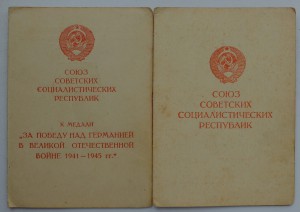 СОЮЗ
СОВЕТСКИХ
СОЦИАЛИСТИЧЕСКИХ
РЕСПУБЛИК
К МЕДАЛИ
„ЗА ПОБЕДУ НАД ГЕРМАНИЕЙ
В ВЕЛИКОЙ ОТЕЧЕСТВЕННОЙ
ВОЙНЕ 1941–1945 гг."
СОЮЗ
СОВЕТСКИХ
СОЦИАЛИСТИЧЕСКИХ
РЕСПУБЛИК